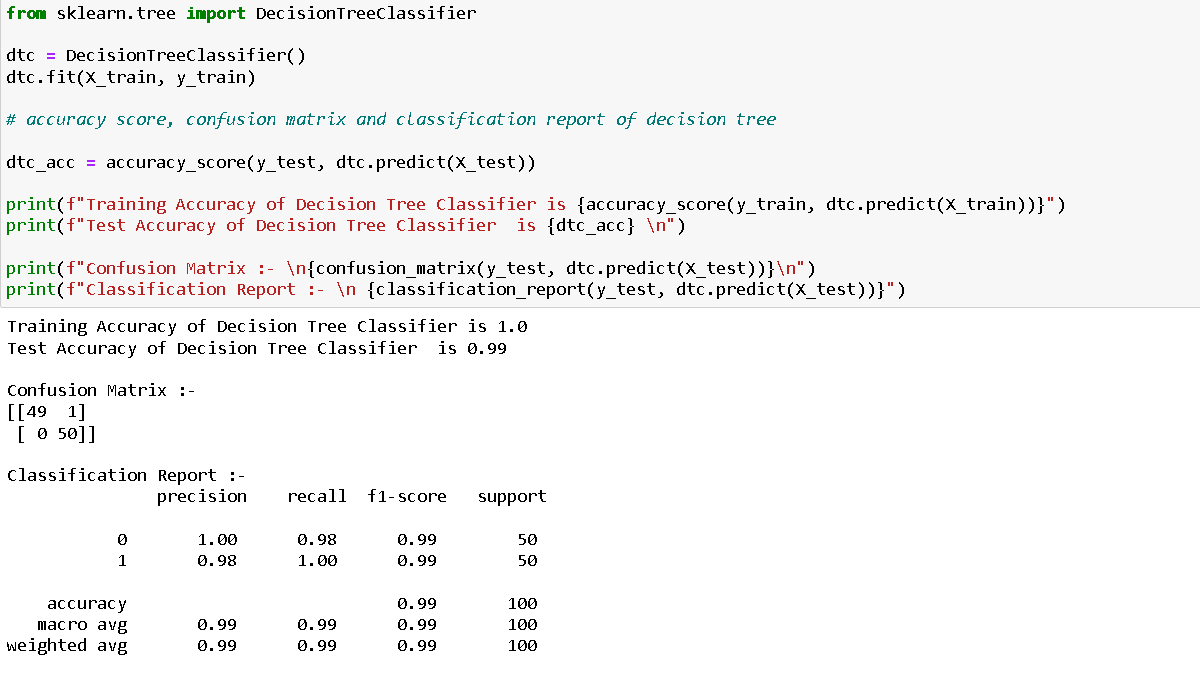 from sklearn.tree import DecisionTreeClassifier
dtc = DecisionTreeClassifier()
dtc.fit(X_train, y_train)
# accuracy score, confusion matrix and classification report of decision tree
dtc_acc = accuracy_score(y_test, dtc.predict(X_test))
print(f"Training Accuracy of Decision Tree Classifier is {accuracy_score(y_train, dtc.predict(X_train))}")
print(f"Test Accuracy of Decision Tree Classifier  is {dtc_acc} \n")
print(f"Confusion Matrix :- \n{confusion_matrix(y_test, dtc.predict(X_test))}\n")
print(f"Classification Report :- \n {classification_report(y_test, dtc.predict(X_test))}")
Training Accuracy of Decision Tree Classifier is 1.0
Test Accuracy of Decision Tree Classifier  is 0.99
Confusion Matrix :-
[[49  1]
 [ 0 50]]
Classification Report :-
               precision    recall  f1-score   support
           0       1.00      0.98      0.99        50
           1       0.98      1.00      0.99        50
    accuracy                           0.99       100
   macro avg       0.99      0.99      0.99       100
weighted avg       0.99      0.99      0.99       100